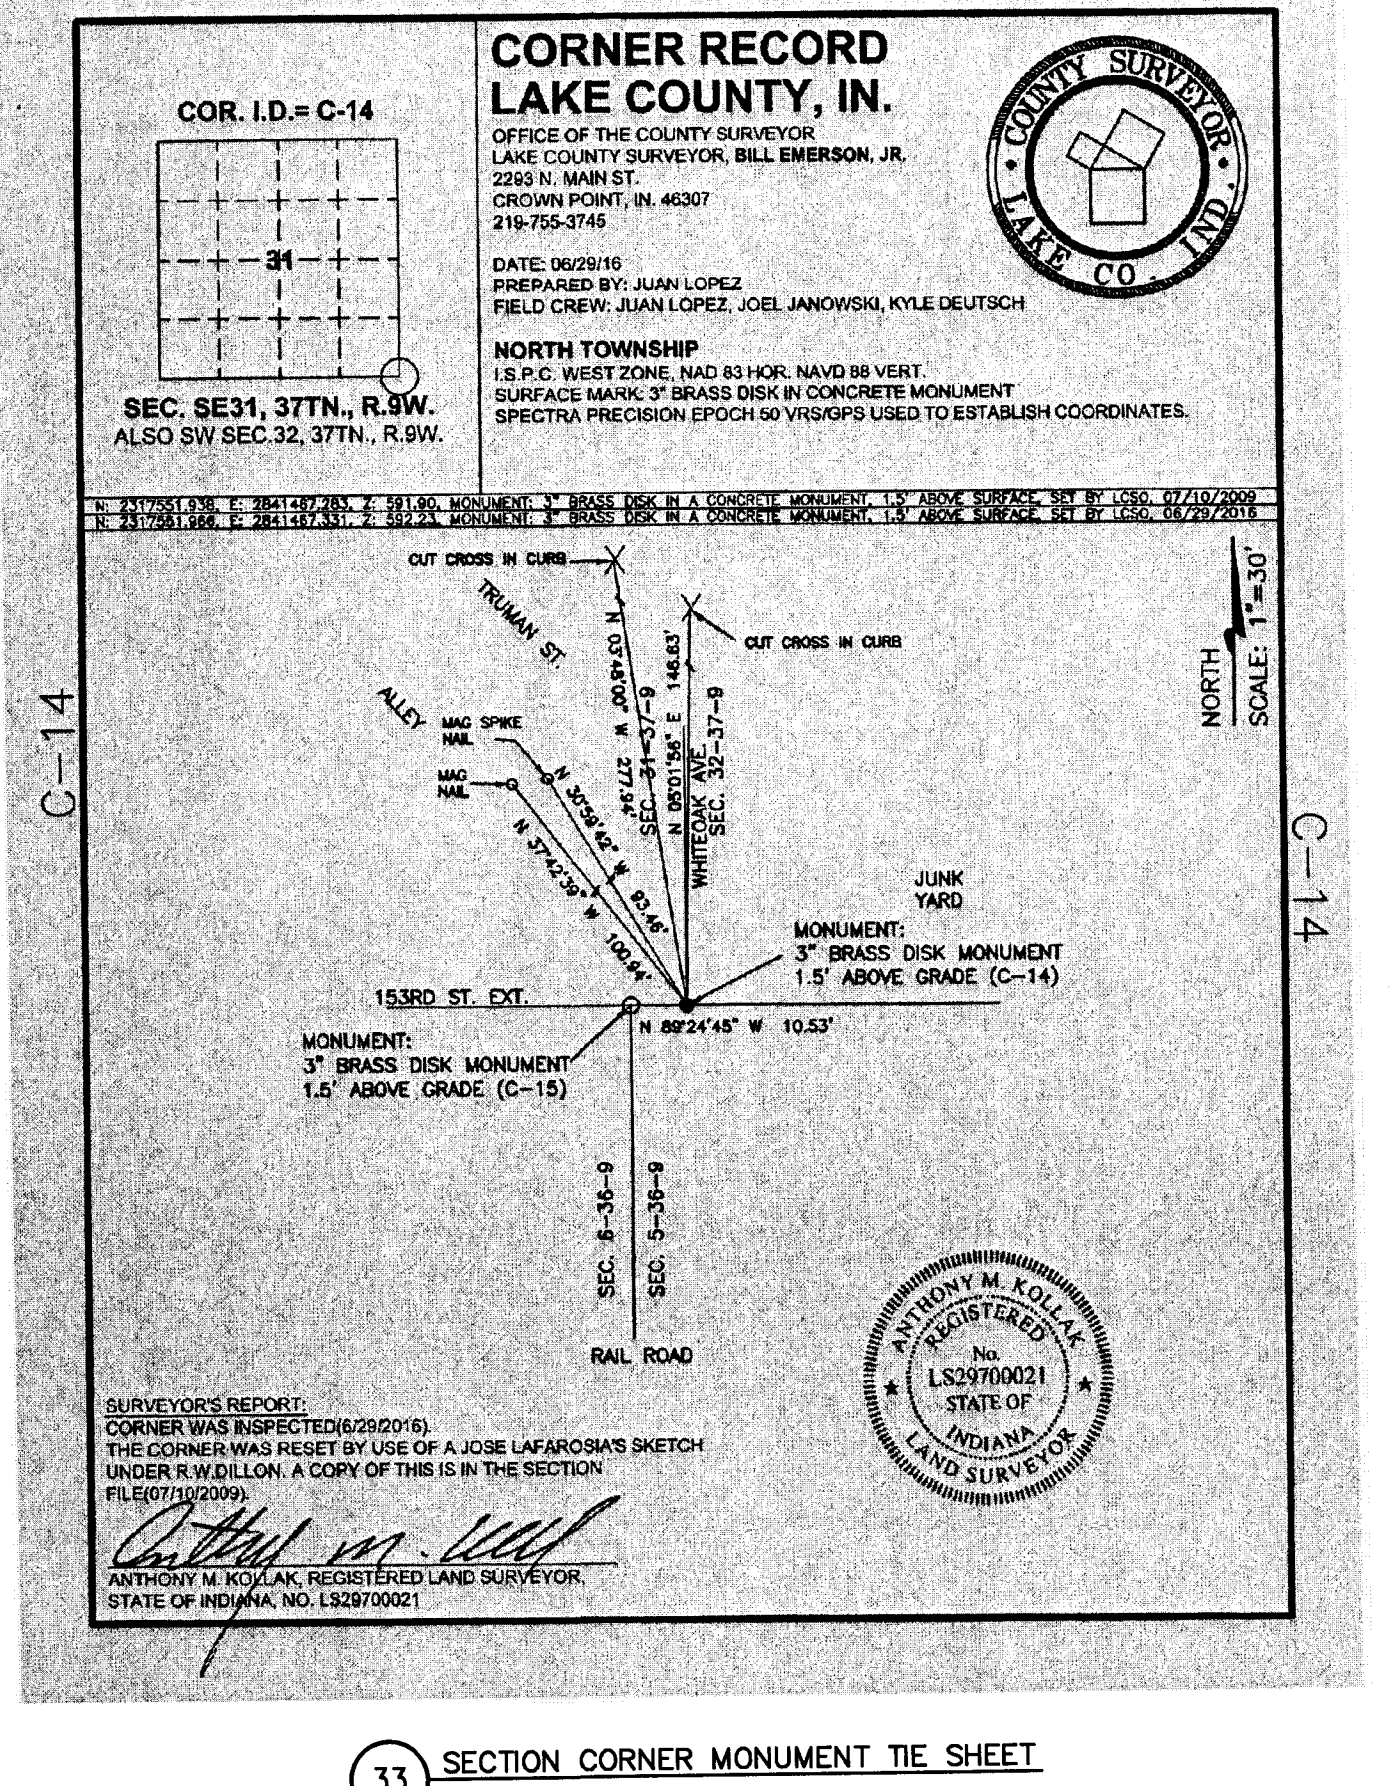 COR. I.D.= C-14
31
SEC. SE31, 37TN., R.9W.
ALSO SW SEC.32, 37TN., R.9W.
CORNER RECORD
LAKE COUNTY, IN.
OFFICE OF THE COUNTY SURVEYOR
LAKE COUNTY SURVEYOR, BILL EMERSON, JR.
2293 N. MAIN ST.
CROWN POINT, IN. 46307
219-755-3745
DATE: 06/29/16
PREPARED BY: JUAN LOPEZ
FIELD CREW: JUAN LOPEZ, JOEL JANOWSKI, KYLE DEUTSCH
NORTH TOWNSHIP
I.S.P.C. WEST ZONE, NAD 83 HOR. NAVD 88 VERT.
SURFACE MARK: 3" BRASS DISK IN CONCRETE MONUMENT
SPECTRA PRECISION EPOCH 50 VRS/GPS USED TO ESTABLISH COORDINATES.
COUNTY SURVEYOR
LAKE CO. IND.
N: 2317551.938, E: 2841467.283, Z: 591.90, MONUMENT: 3" BRASS DISK IN A CONCRETE MONUMENT, 1.5' ABOVE SURFACE, SET BY LCSO, 07/10/2009
N: 2317551.966, E: 2841467.331, Z: 592.23, MONUMENT: 3" BRASS DISK IN A CONCRETE MONUMENT, 1.5' ABOVE SURFACE, SET BY LCSO, 06/29/2016
CUT CROSS IN CURB
TRUMAN ST.
CUT CROSS IN CURB
NORTH
SCALE: 1"=30'
C-14
C-14
ALLEY
MAG SPIKE
NAIL
MAG
NAIL
N 03°48'00" W 277.94'
SEC. 31-37-9
N 05°01'56" E 146.63'
WHITEOAK AVE.
SEC. 32-37-9
N 30°59'42" W 93.46'
N 37°42'39" W 100.94'
JUNK
YARD
MONUMENT:
3" BRASS DISK MONUMENT
1.5' ABOVE GRADE (C-14)
153RD ST. EXT.
N 89°24'45" W 10.53'
MONUMENT:
3" BRASS DISK MONUMENT
1.5' ABOVE GRADE (C-15)
SEC. 6-36-9
SEC. 5-36-9
RAIL ROAD
ANTHONY M. KOLLAK
REGISTERED
No.
LS29700021
STATE OF
INDIANA
LAND SURVEYOR
SURVEYOR'S REPORT:
CORNER WAS INSPECTED(6/29/2016).
THE CORNER WAS RESET BY USE OF A JOSE LAFAROSIA'S SKETCH
UNDER R.W.DILLON. A COPY OF THIS IS IN THE SECTION
FILE(07/10/2009).
ANTHONY M. KOLLAK, REGISTERED LAND SURVEYOR,
STATE OF INDIANA, NO. LS29700021
33
SECTION CORNER MONUMENT TIE SHEET